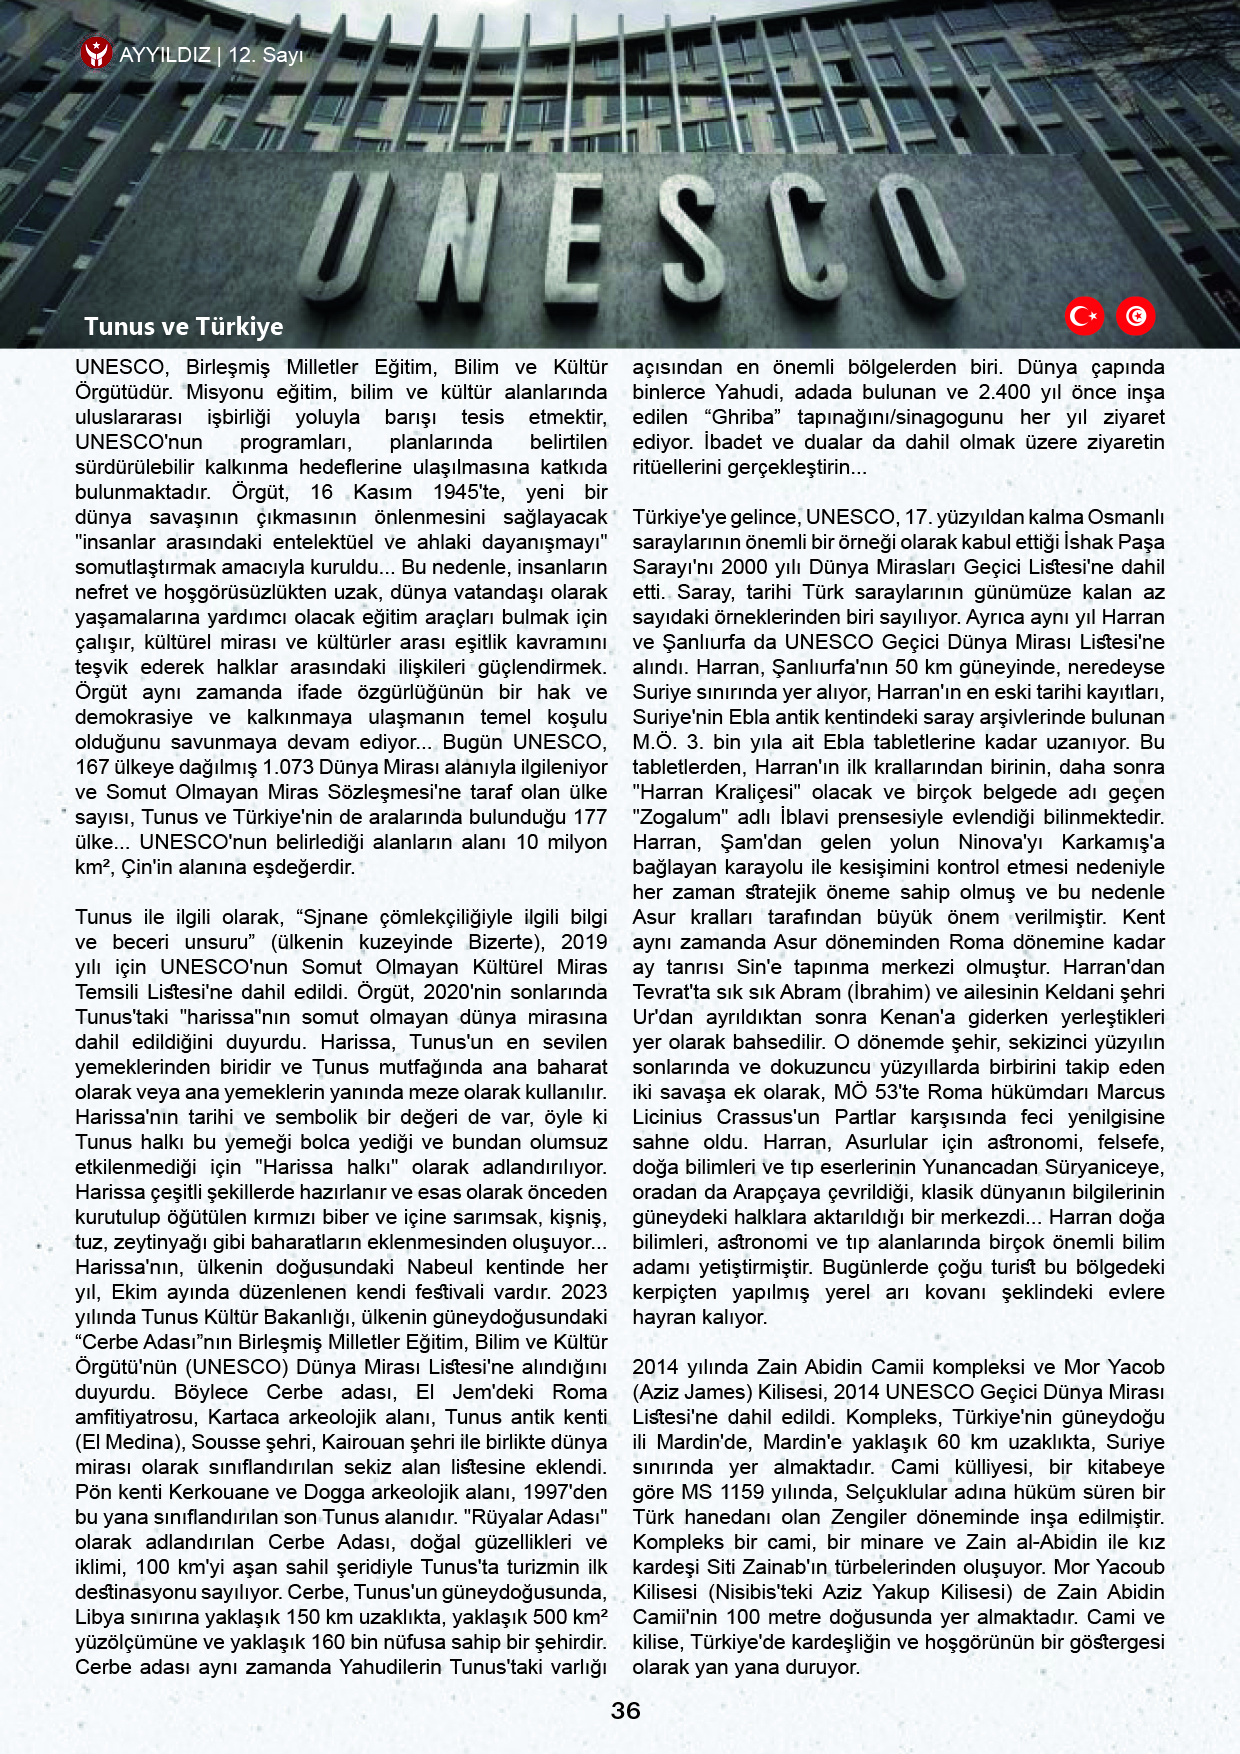 AYYILDIZ | 12. Sayı
UNESCO
Tunus ve Türkiye
UNESCO, Birleşmiş Milletler Eğitim, Bilim ve Kültür
Örgütüdür. Misyonu eğitim, bilim ve kültür alanlarında
uluslararası işbirliği yoluyla barışı tesis etmektir,
UNESCO'nun programları, planlarında belirtilen
sürdürülebilir kalkınma hedeflerine ulaşılmasına katkıda
bulunmaktadır. Örgüt, 16 Kasım 1945'te, yeni bir
dünya savaşının çıkmasının önlenmesini sağlayacak
"insanlar arasındaki entelektüel ve ahlaki dayanışmayı"
somutlaştırmak amacıyla kuruldu... Bu nedenle, insanların
nefret ve hoşgörüsüzlükten uzak, dünya vatandaşı olarak
yaşamalarına yardımcı olacak eğitim araçları bulmak için
çalışır, kültürel mirası ve kültürler arası eşitlik kavramını
teşvik ederek halklar arasındaki ilişkileri güçlendirmek.
Örgüt aynı zamanda ifade özgürlüğünün bir hak ve
demokrasiye ve kalkınmaya ulaşmanın temel koşulu
olduğunu savunmaya devam ediyor... Bugün UNESCO,
167 ülkeye dağılmış 1.073 Dünya Mirası alanıyla ilgileniyor
ve Somut Olmayan Miras Sözleşmesi'ne taraf olan ülke
sayısı, Tunus ve Türkiye'nin de aralarında bulunduğu 177
ülke... UNESCO'nun belirlediği alanların alanı 10 milyon
km², Çin'in alanına eşdeğerdir.
Tunus ile ilgili olarak, “Sjnane çömlekçiliğiyle ilgili bilgi
ve beceri unsuru” (ülkenin kuzeyinde Bizerte), 2019
yılı için UNESCO'nun Somut Olmayan Kültürel Miras
Temsili Listesi'ne dahil edildi. Örgüt, 2020'nin sonlarında
Tunus'taki "harissa"nın somut olmayan dünya mirasına
dahil edildiğini duyurdu. Harissa, Tunus'un en sevilen
yemeklerinden biridir ve Tunus mutfağında ana baharat
olarak veya ana yemeklerin yanında meze olarak kullanılır.
Harissa'nın tarihi ve sembolik bir değeri de var, öyle ki
Tunus halkı bu yemeği bolca yediği ve bundan olumsuz
etkilenmediği için "Harissa halkı" olarak adlandırılıyor.
Harissa çeşitli şekillerde hazırlanır ve esas olarak önceden
kurutulup öğütülen kırmızı biber ve içine sarımsak, kişniş,
tuz, zeytinyağı gibi baharatların eklenmesinden oluşuyor...
Harissa'nın, ülkenin doğusundaki Nabeul kentinde her
yıl, Ekim ayında düzenlenen kendi festivali vardır. 2023
yılında Tunus Kültür Bakanlığı, ülkenin güneydoğusundaki
“Cerbe Adası”nın Birleşmiş Milletler Eğitim, Bilim ve Kültür
Örgütü'nün (UNESCO) Dünya Mirası Listesi'ne alındığını
duyurdu. Böylece Cerbe adası, El Jem'deki Roma
amfitiyatrosu, Kartaca arkeolojik alanı, Tunus antik kenti
(El Medina), Sousse şehri, Kairouan şehri ile birlikte dünya
mirası olarak sınıflandırılan sekiz alan listesine eklendi.
Pön kenti Kerkouane ve Dogga arkeolojik alanı, 1997'den
bu yana sınıflandırılan son Tunus alanıdır. "Rüyalar Adası"
olarak adlandırılan Cerbe Adası, doğal güzellikleri ve
iklimi, 100 km'yi aşan sahil şeridiyle Tunus'ta turizmin ilk
destinasyonu sayılıyor. Cerbe, Tunus'un güneydoğusunda,
Libya sınırına yaklaşık 150 km uzaklıkta, yaklaşık 500 km²
yüzölçümüne ve yaklaşık 160 bin nüfusa sahip bir şehirdir.
Cerbe adası aynı zamanda Yahudilerin Tunus'taki varlığı
açısından en önemli bölgelerden biri. Dünya çapında
binlerce Yahudi, adada bulunan ve 2.400 yıl önce inşa
edilen “Ghriba” tapınağını/sinagogunu her yıl ziyaret
ediyor. İbadet ve dualar da dahil olmak üzere ziyaretin
ritüellerini gerçekleştirin...
Türkiye'ye gelince, UNESCO, 17. yüzyıldan kalma Osmanlı
saraylarının önemli bir örneği olarak kabul ettiği İshak Paşa
Sarayı'nı 2000 yılı Dünya Mirasları Geçici Listesi'ne dahil
etti. Saray, tarihi Türk saraylarının günümüze kalan az
sayıdaki örneklerinden biri sayılıyor. Ayrıca aynı yıl Harran
ve Şanlıurfa da UNESCO Geçici Dünya Mirası Listesi'ne
alındı. Harran, Şanlıurfa'nın 50 km güneyinde, neredeyse
Suriye sınırında yer alıyor, Harran'ın en eski tarihi kayıtları,
Suriye'nin Ebla antik kentindeki saray arşivlerinde bulunan
M.Ö. 3. bin yıla ait Ebla tabletlerine kadar uzanıyor. Bu
tabletlerden, Harran'ın ilk krallarından birinin, daha sonra
"Harran Kraliçesi" olacak ve birçok belgede adı geçen
"Zogalum" adlı İblavi prensesiyle evlendiği bilinmektedir.
Harran, Şam'dan gelen yolun Ninova'yı Karkamış'a
bağlayan karayolu ile kesişimini kontrol etmesi nedeniyle
her zaman stratejik öneme sahip olmuş ve bu nedenle
Asur kralları tarafından büyük önem verilmiştir. Kent
aynı zamanda Asur döneminden Roma dönemine kadar
ay tanrısı Sin'e tapınma merkezi olmuştur. Harran'dan
Tevrat'ta sık sık Abram (İbrahim) ve ailesinin Keldani şehri
Ur'dan ayrıldıktan sonra Kenan'a giderken yerleştikleri
yer olarak bahsedilir. O dönemde şehir, sekizinci yüzyılın
sonlarında ve dokuzuncu yüzyıllarda birbirini takip eden
iki savaşa ek olarak, MÖ 53'te Roma hükümdarı Marcus
Licinius Crassus'un Partlar karşısında feci yenilgisine
sahne oldu. Harran, Asurlular için astronomi, felsefe,
doğa bilimleri ve tıp eserlerinin Yunancadan Süryaniceye,
oradan da Arapçaya çevrildiği, klasik dünyanın bilgilerinin
güneydeki halklara aktarıldığı bir merkezdi... Harran doğa
bilimleri, astronomi ve tıp alanlarında birçok önemli bilim
adamı yetiştirmiştir. Bugünlerde çoğu turist bu bölgedeki
kerpiçten yapılmış yerel arı kovanı şeklindeki evlere
hayran kalıyor.
2014 yılında Zain Abidin Camii kompleksi ve Mor Yacob
(Aziz James) Kilisesi, 2014 UNESCO Geçici Dünya Mirası
Listesi'ne dahil edildi. Kompleks, Türkiye'nin güneydoğu
ili Mardin'de, Mardin'e yaklaşık 60 km uzaklıkta, Suriye
sınırında yer almaktadır. Cami külliyesi, bir kitabeye
göre MS 1159 yılında, Selçuklular adına hüküm süren bir
Türk hanedanı olan Zengiler döneminde inşa edilmiştir.
Kompleks bir cami, bir minare ve Zain al-Abidin ile kız
kardeşi Siti Zainab'ın türbelerinden oluşuyor. Mor Yacoub
Kilisesi (Nisibis'teki Aziz Yakup Kilisesi) de Zain Abidin
Camii'nin 100 metre doğusunda yer almaktadır. Cami ve
kilise, Türkiye'de kardeşliğin ve hoşgörünün bir göstergesi
olarak yan yana duruyor.
36